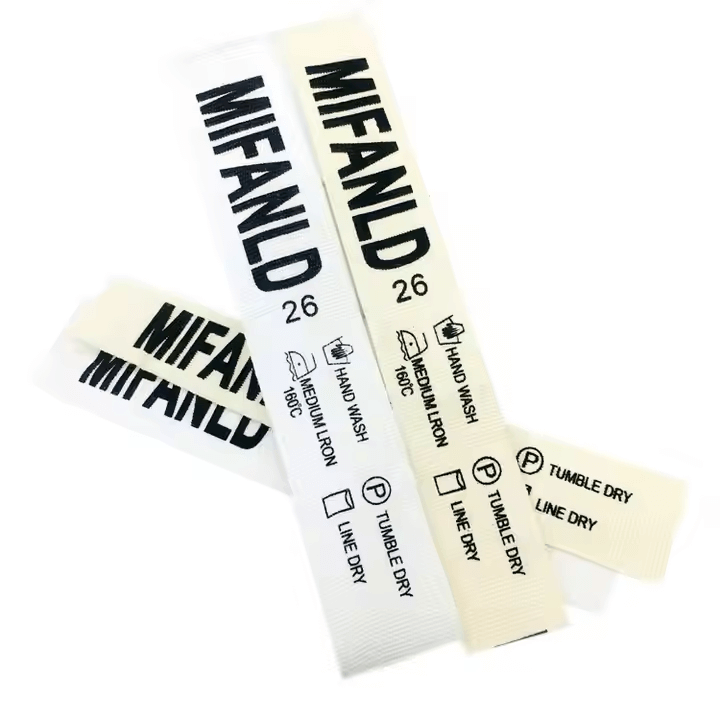 MIFANLD
26
HAND WASH
MEDIUM LRON
160℃
P TUMBLE DRY
LINE DRY
MIFANLD
26
HAND WASH
MEDIUM LRON
160℃
P TUMBLE DRY
LINE DRY
MIFAN
MIFANLD
P TUMBLE DRY
LINE DRY